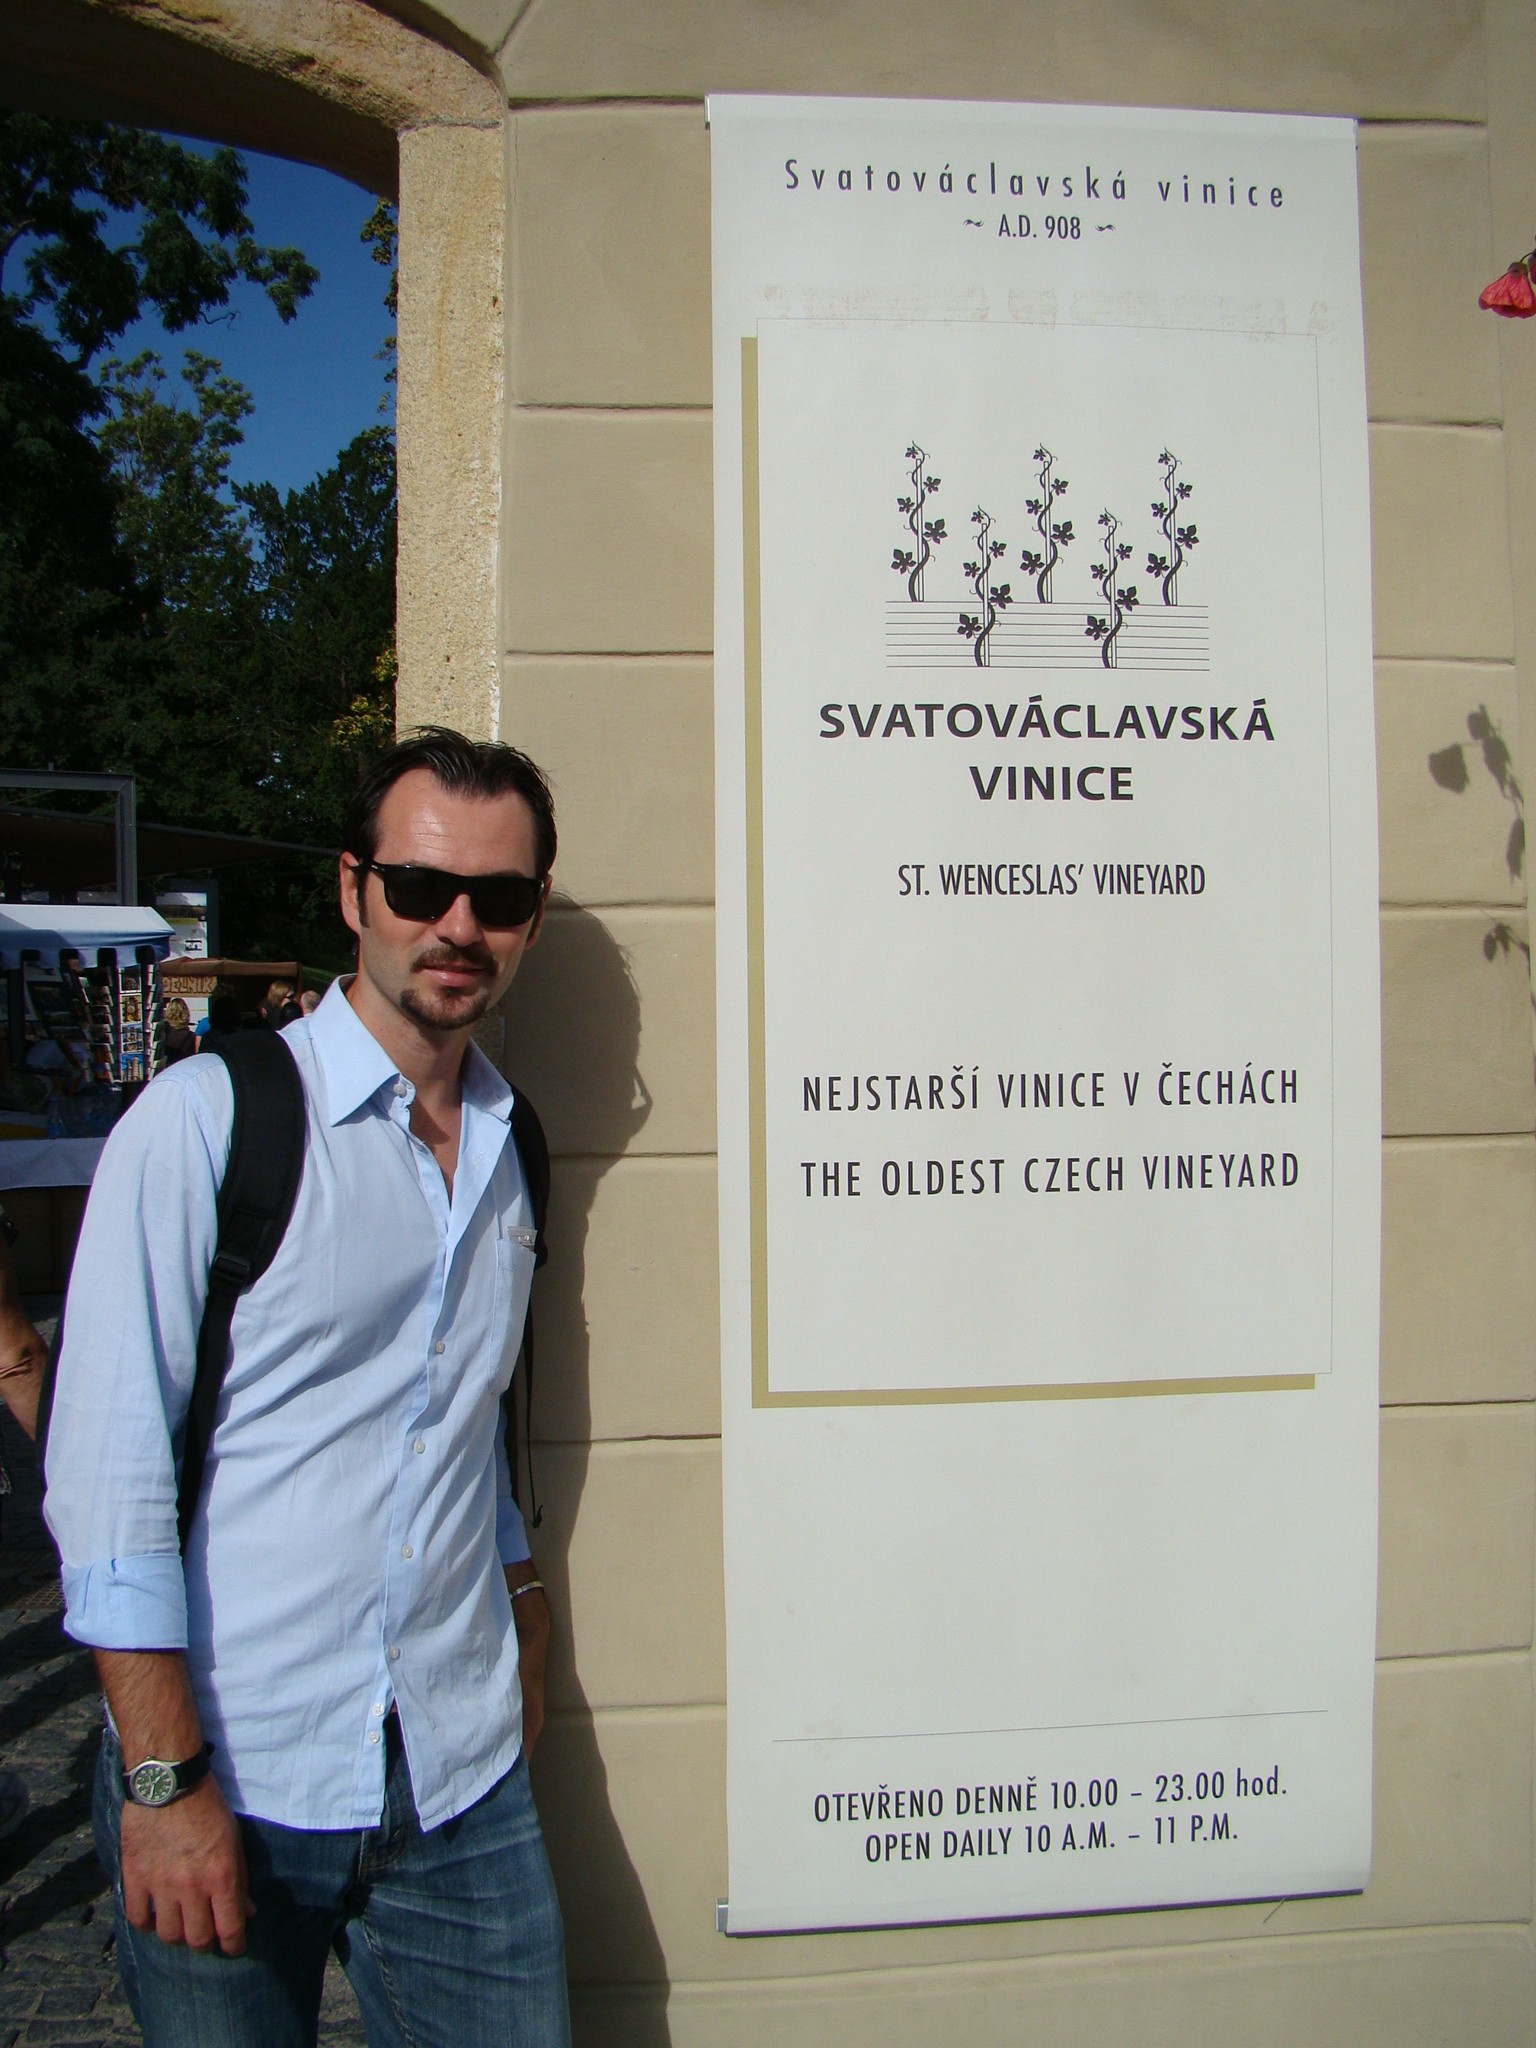 Svatováclavská vinice
~ A.D. 908 ~
SVATOVÁCLAVSKÁ
VINICE
ST. WENCESLAS' VINEYARD
NEJSTARŠÍ VINICE V ČECHÁCH
THE OLDEST CZECH VINEYARD
OTEVŘENO DENNĚ 10.00 – 23.00 hod.
OPEN DAILY 10 A.M. – 11 P.M.